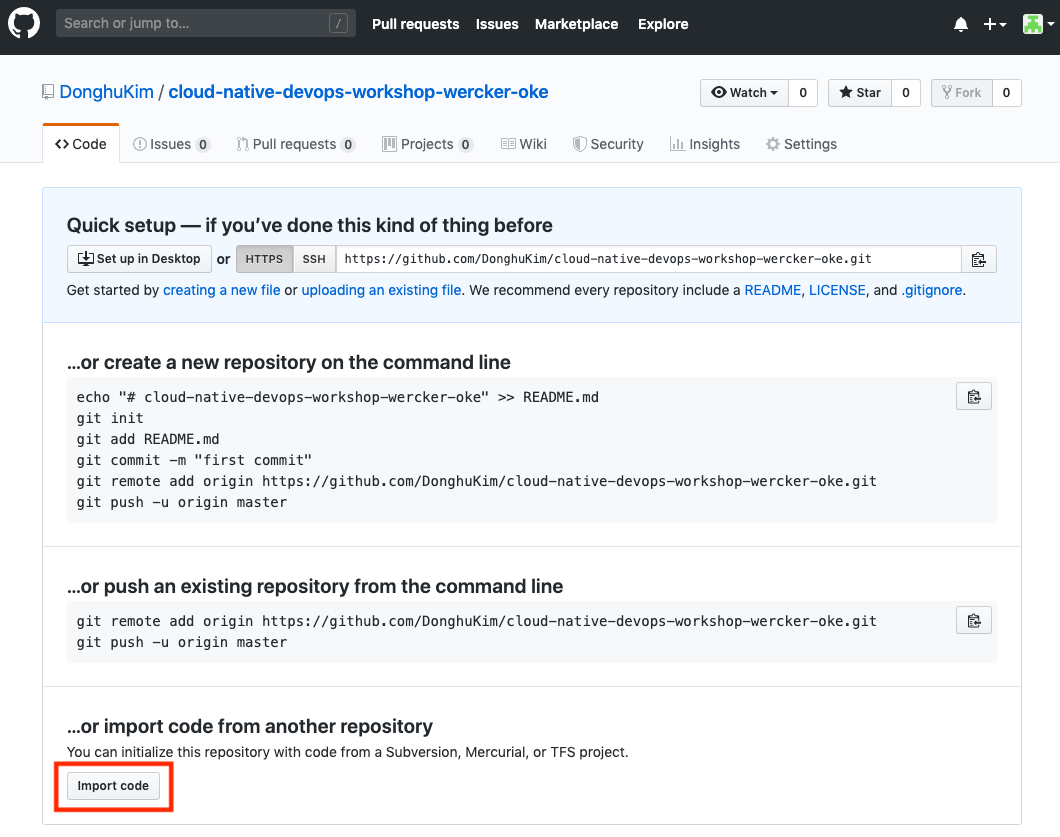 Search or jump to... /
Pull requests Issues Marketplace Explore
DonghuKim / cloud-native-devops-workshop-wercker-oke
Watch 0 Star 0 Fork 0
Code Issues 0 Pull requests 0 Projects 0 Wiki Security Insights Settings
Quick setup — if you’ve done this kind of thing before
Set up in Desktop or HTTPS SSH https://github.com/DonghuKim/cloud-native-devops-workshop-wercker-oke.git
Get started by creating a new file or uploading an existing file. We recommend every repository include a README, LICENSE, and .gitignore.
…or create a new repository on the command line
echo "# cloud-native-devops-workshop-wercker-oke" >> README.md
git init
git add README.md
git commit -m "first commit"
git remote add origin https://github.com/DonghuKim/cloud-native-devops-workshop-wercker-oke.git
git push -u origin master
…or push an existing repository from the command line
git remote add origin https://github.com/DonghuKim/cloud-native-devops-workshop-wercker-oke.git
git push -u origin master
…or import code from another repository
You can initialize this repository with code from a Subversion, Mercurial, or TFS project.
Import code